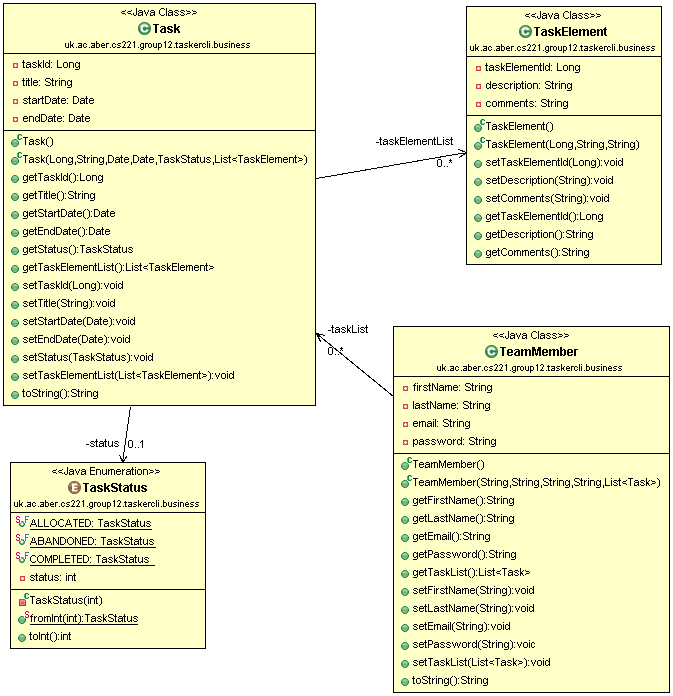 <<Java Class>>
Task
uk.ac.aber.cs221.group12.taskercli.business
taskId: Long
title: String
startDate: Date
endDate: Date
Task()
Task(Long,String,Date,Date,TaskStatus,List<TaskElement>)
getTaskId():Long
getTitle():String
getStartDate():Date
getEndDate():Date
getStatus():TaskStatus
getTaskElementList():List<TaskElement>
setTaskId(Long):void
setTitle(String):void
setStartDate(Date):void
setEndDate(Date):void
setStatus(TaskStatus):void
setTaskElementList(List<TaskElement>):void
toString():String
-taskElementList
0..*
<<Java Class>>
TaskElement
uk.ac.aber.cs221.group12.taskercli.business
taskElementId: Long
description: String
comments: String
TaskElement()
TaskElement(Long,String,String)
setTaskElementId(Long):void
setDescription(String):void
setComments(String):void
getTaskElementId():Long
getDescription():String
getComments():String
-taskList
0..*
<<Java Class>>
TeamMember
uk.ac.aber.cs221.group12.taskercli.business
firstName: String
lastName: String
email: String
password: String
TeamMember()
TeamMember(String,String,String,String,List<Task>)
getFirstName():String
getLastName():String
getEmail():String
getPassword():String
getTaskList():List<Task>
setFirstName(String):void
setLastName(String):void
setEmail(String):void
setPassword(String):voic
setTaskList(List<Task>):void
toString():String
-status
0..1
<<Java Enumeration>>
TaskStatus
uk.ac.aber.cs221.group12.taskercli.business
ALLOCATED: TaskStatus
ABANDONED: TaskStatus
COMPLETED: TaskStatus
status: int
TaskStatus(int)
fromInt(int):TaskStatus
toInt():int